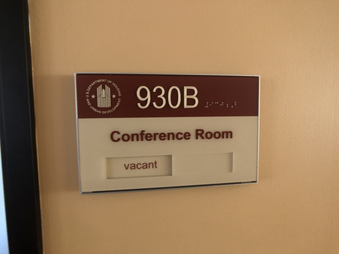 930B
Conference Room
vacant